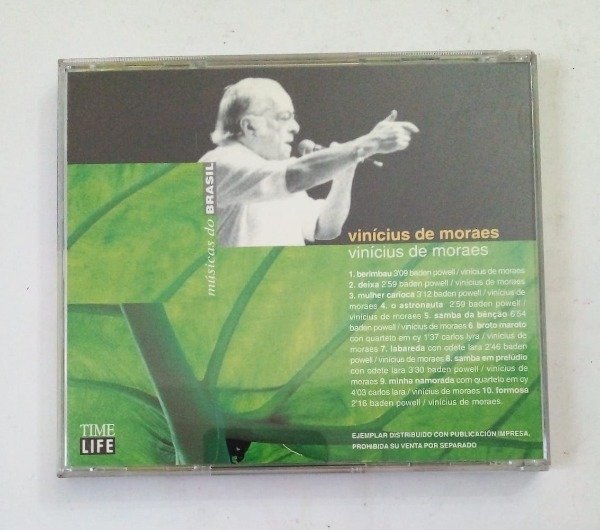 músicas do BRASIL
vinícius de moraes
vinícius de moraes
1. berimbau 3'09 baden powell / vinícius de moraes
2. deixa 2'59 baden powell / vinícius de moraes
3. mulher carioca 3'12 baden powell / vinícius de
moraes 4. o astronauta 2'59 baden powell /
vinícius de moraes 5. samba da bênção 6'54
baden powell / vinícius de moraes 6. broto maroto
con quarteto em cy 1'37 carlos lyra / vinícius de
moraes 7. labareda con odete lara 2'46 baden
powell / vinícius de moraes 8. samba em prelúdio
con odete lara 3'30 baden powell / vinícius de
moraes 9. minha namorada com quarteto em cy
4'03 carlos lara / vinícius de moraes 10. formosa
2'16 baden powell / vinícius de moraes.
TIME
LIFE
EJEMPLAR DISTRIBUIDO CON PUBLICACIÓN IMPRESA,
PROHIBIDA SU VENTA POR SEPARADO